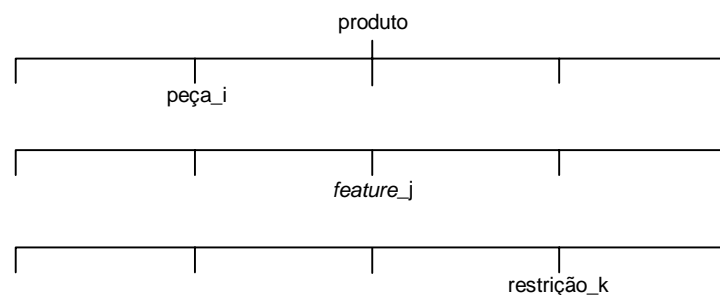 produto
peça_i
feature_j
restrição_k